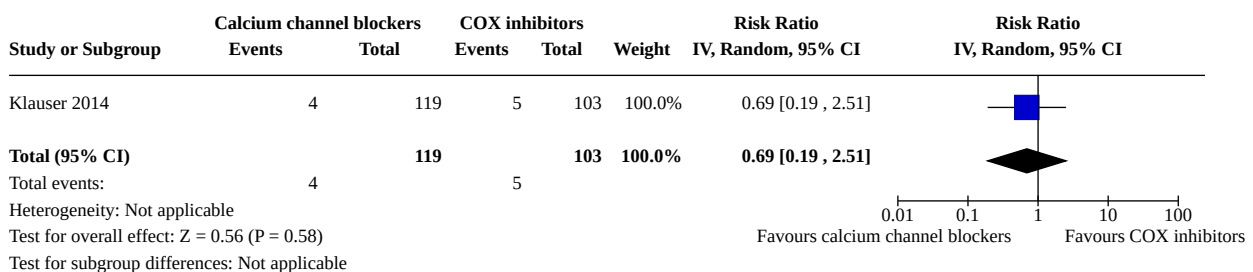 Calcium channel blockers COX inhibitors Risk Ratio Risk Ratio
Study or Subgroup Events Total Events Total Weight IV, Random, 95% CI IV, Random, 95% CI
Klauser 2014 4 119 5 103 100.0% 0.69 [0.19 , 2.51]
Total (95% CI) 119 103 100.0% 0.69 [0.19 , 2.51]
Total events: 4 5
Heterogeneity: Not applicable
0.01 0.1 1 10 100
Test for overall effect: Z = 0.56 (P = 0.58)
Favours calcium channel blockers Favours COX inhibitors
Test for subgroup differences: Not applicable